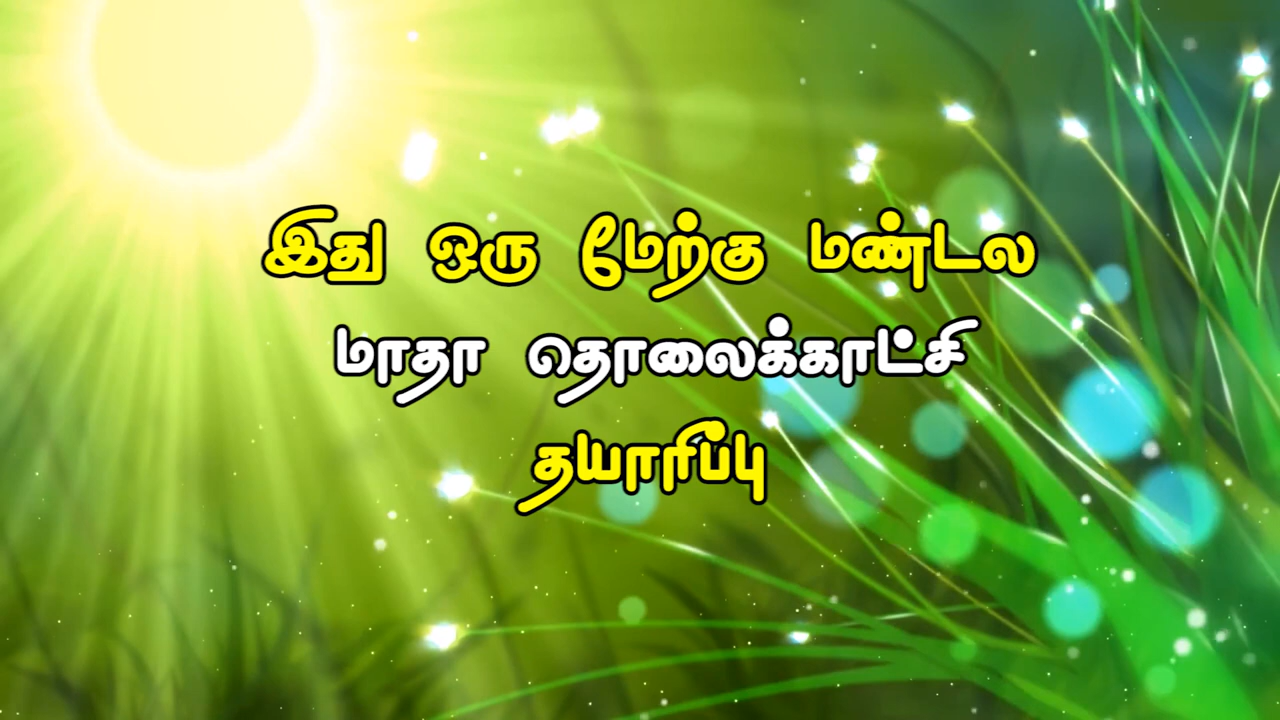 இது ஒரு மேற்கு மண்டல
மாதா தொலைக்காட்சி
தயாரிப்பு